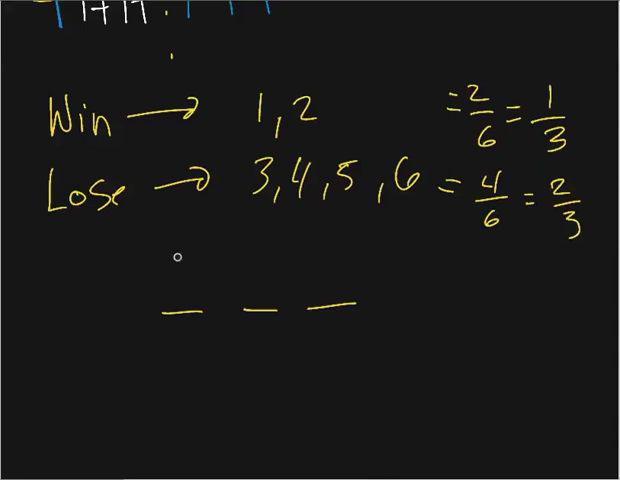 Win → 1, 2 = 2/6 = 1/3
Lose → 3, 4, 5, 6 = 4/6 = 2/3
_ _ _